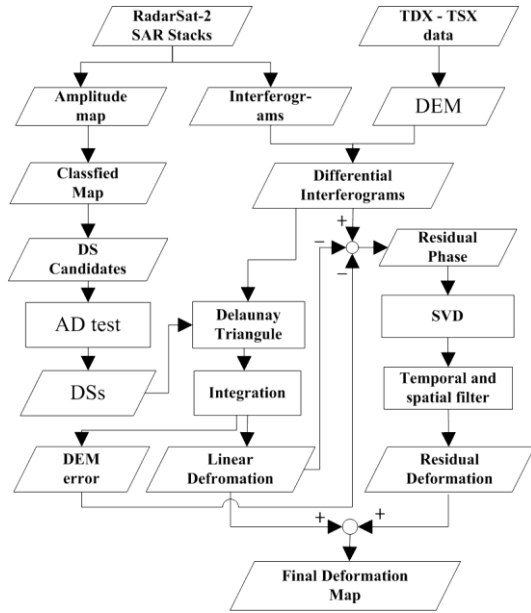 RadarSat-2
SAR Stacks
TDX - TSX
data
Amplitude
map
Interferogr-
ams
DEM
Classfied
Map
Differential
Interferograms
DS
Candidates
+
−
−
Residual
Phase
AD test
Delaunay
Triangule
SVD
DSs
Integration
Temporal and
spatial filter
DEM
error
Linear
Defromation
Residual
Deformation
+
+
Final Deformation
Map